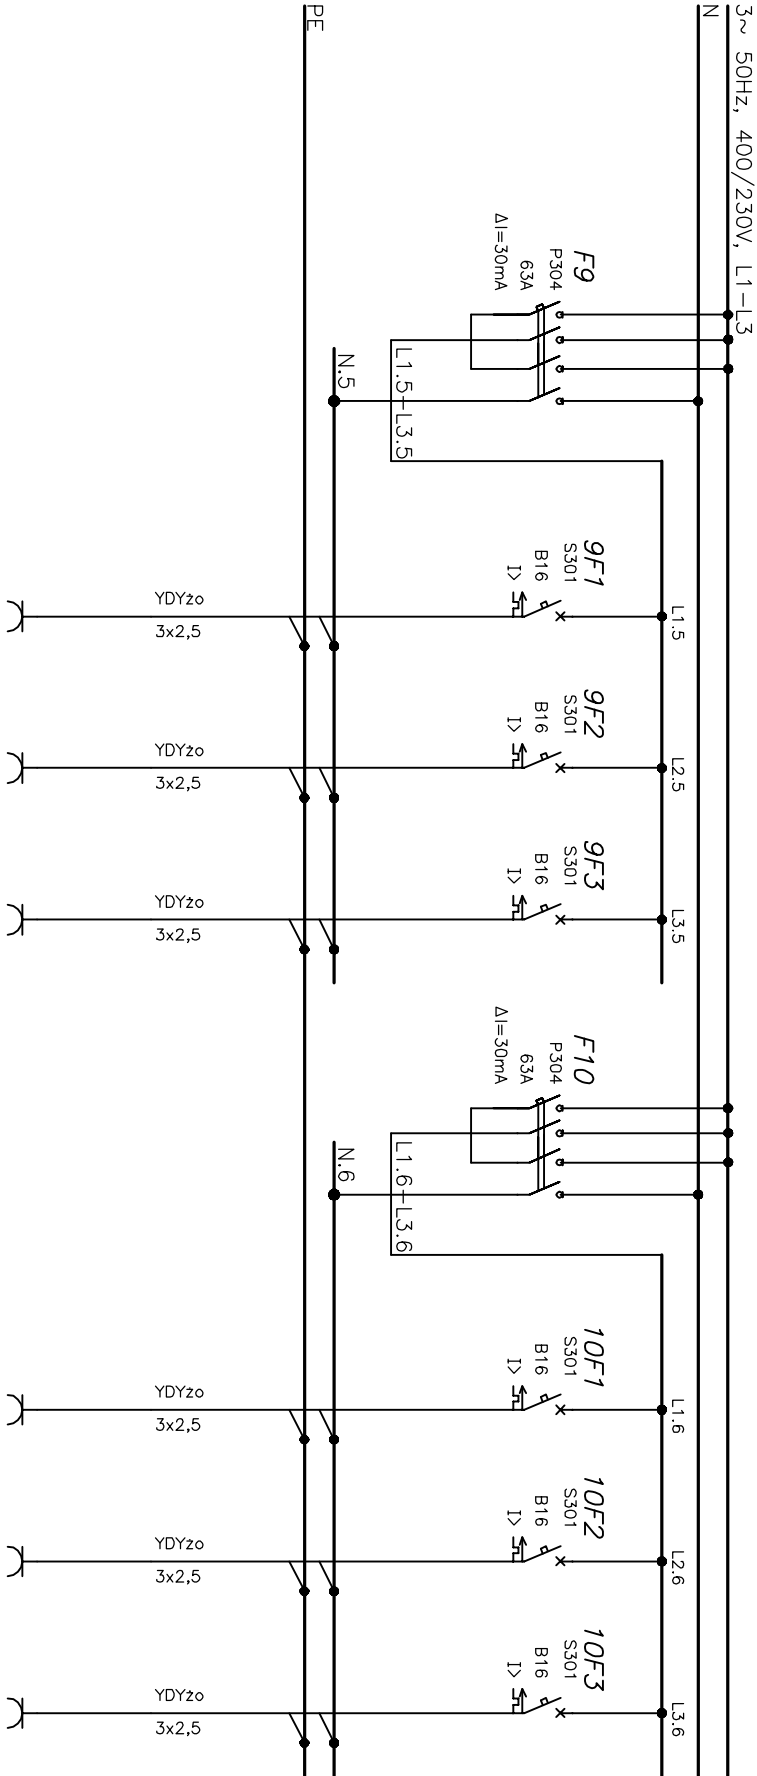 3~ 50Hz, 400/230V, L1-L3
N
PE
F9
P304
63A
ΔI=30mA
L1.5-L3.5
N.5
9F1
S301
B16
I>
L1.5
YDYżo
3x2,5
9F2
S301
B16
I>
L2.5
YDYżo
3x2,5
9F3
S301
B16
I>
L3.5
YDYżo
3x2,5
F10
P304
63A
ΔI=30mA
L1.6-L3.6
N.6
10F1
S301
B16
I>
L1.6
YDYżo
3x2,5
10F2
S301
B16
I>
L2.6
YDYżo
3x2,5
10F3
S301
B16
I>
L3.6
YDYżo
3x2,5